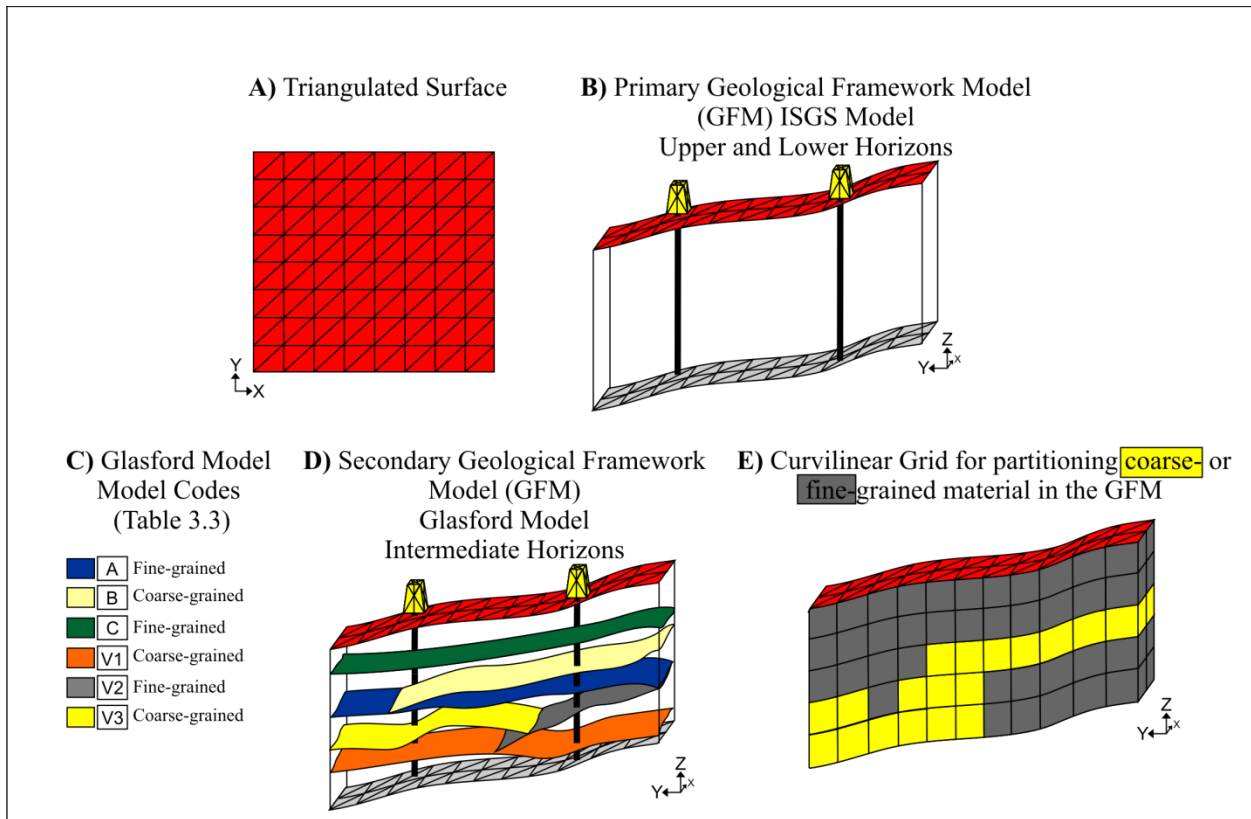 A) Triangulated Surface
Y
X
B) Primary Geological Framework Model
(GFM) ISGS Model
Upper and Lower Horizons
Z
Y
X
C) Glasford Model
Model Codes
(Table 3.3)
A Fine-grained
B Coarse-grained
C Fine-grained
V1 Coarse-grained
V2 Fine-grained
V3 Coarse-grained
D) Secondary Geological Framework
Model (GFM)
Glasford Model
Intermediate Horizons
Z
Y
X
E) Curvilinear Grid for partitioning coarse- or
fine-grained material in the GFM
Z
Y
X